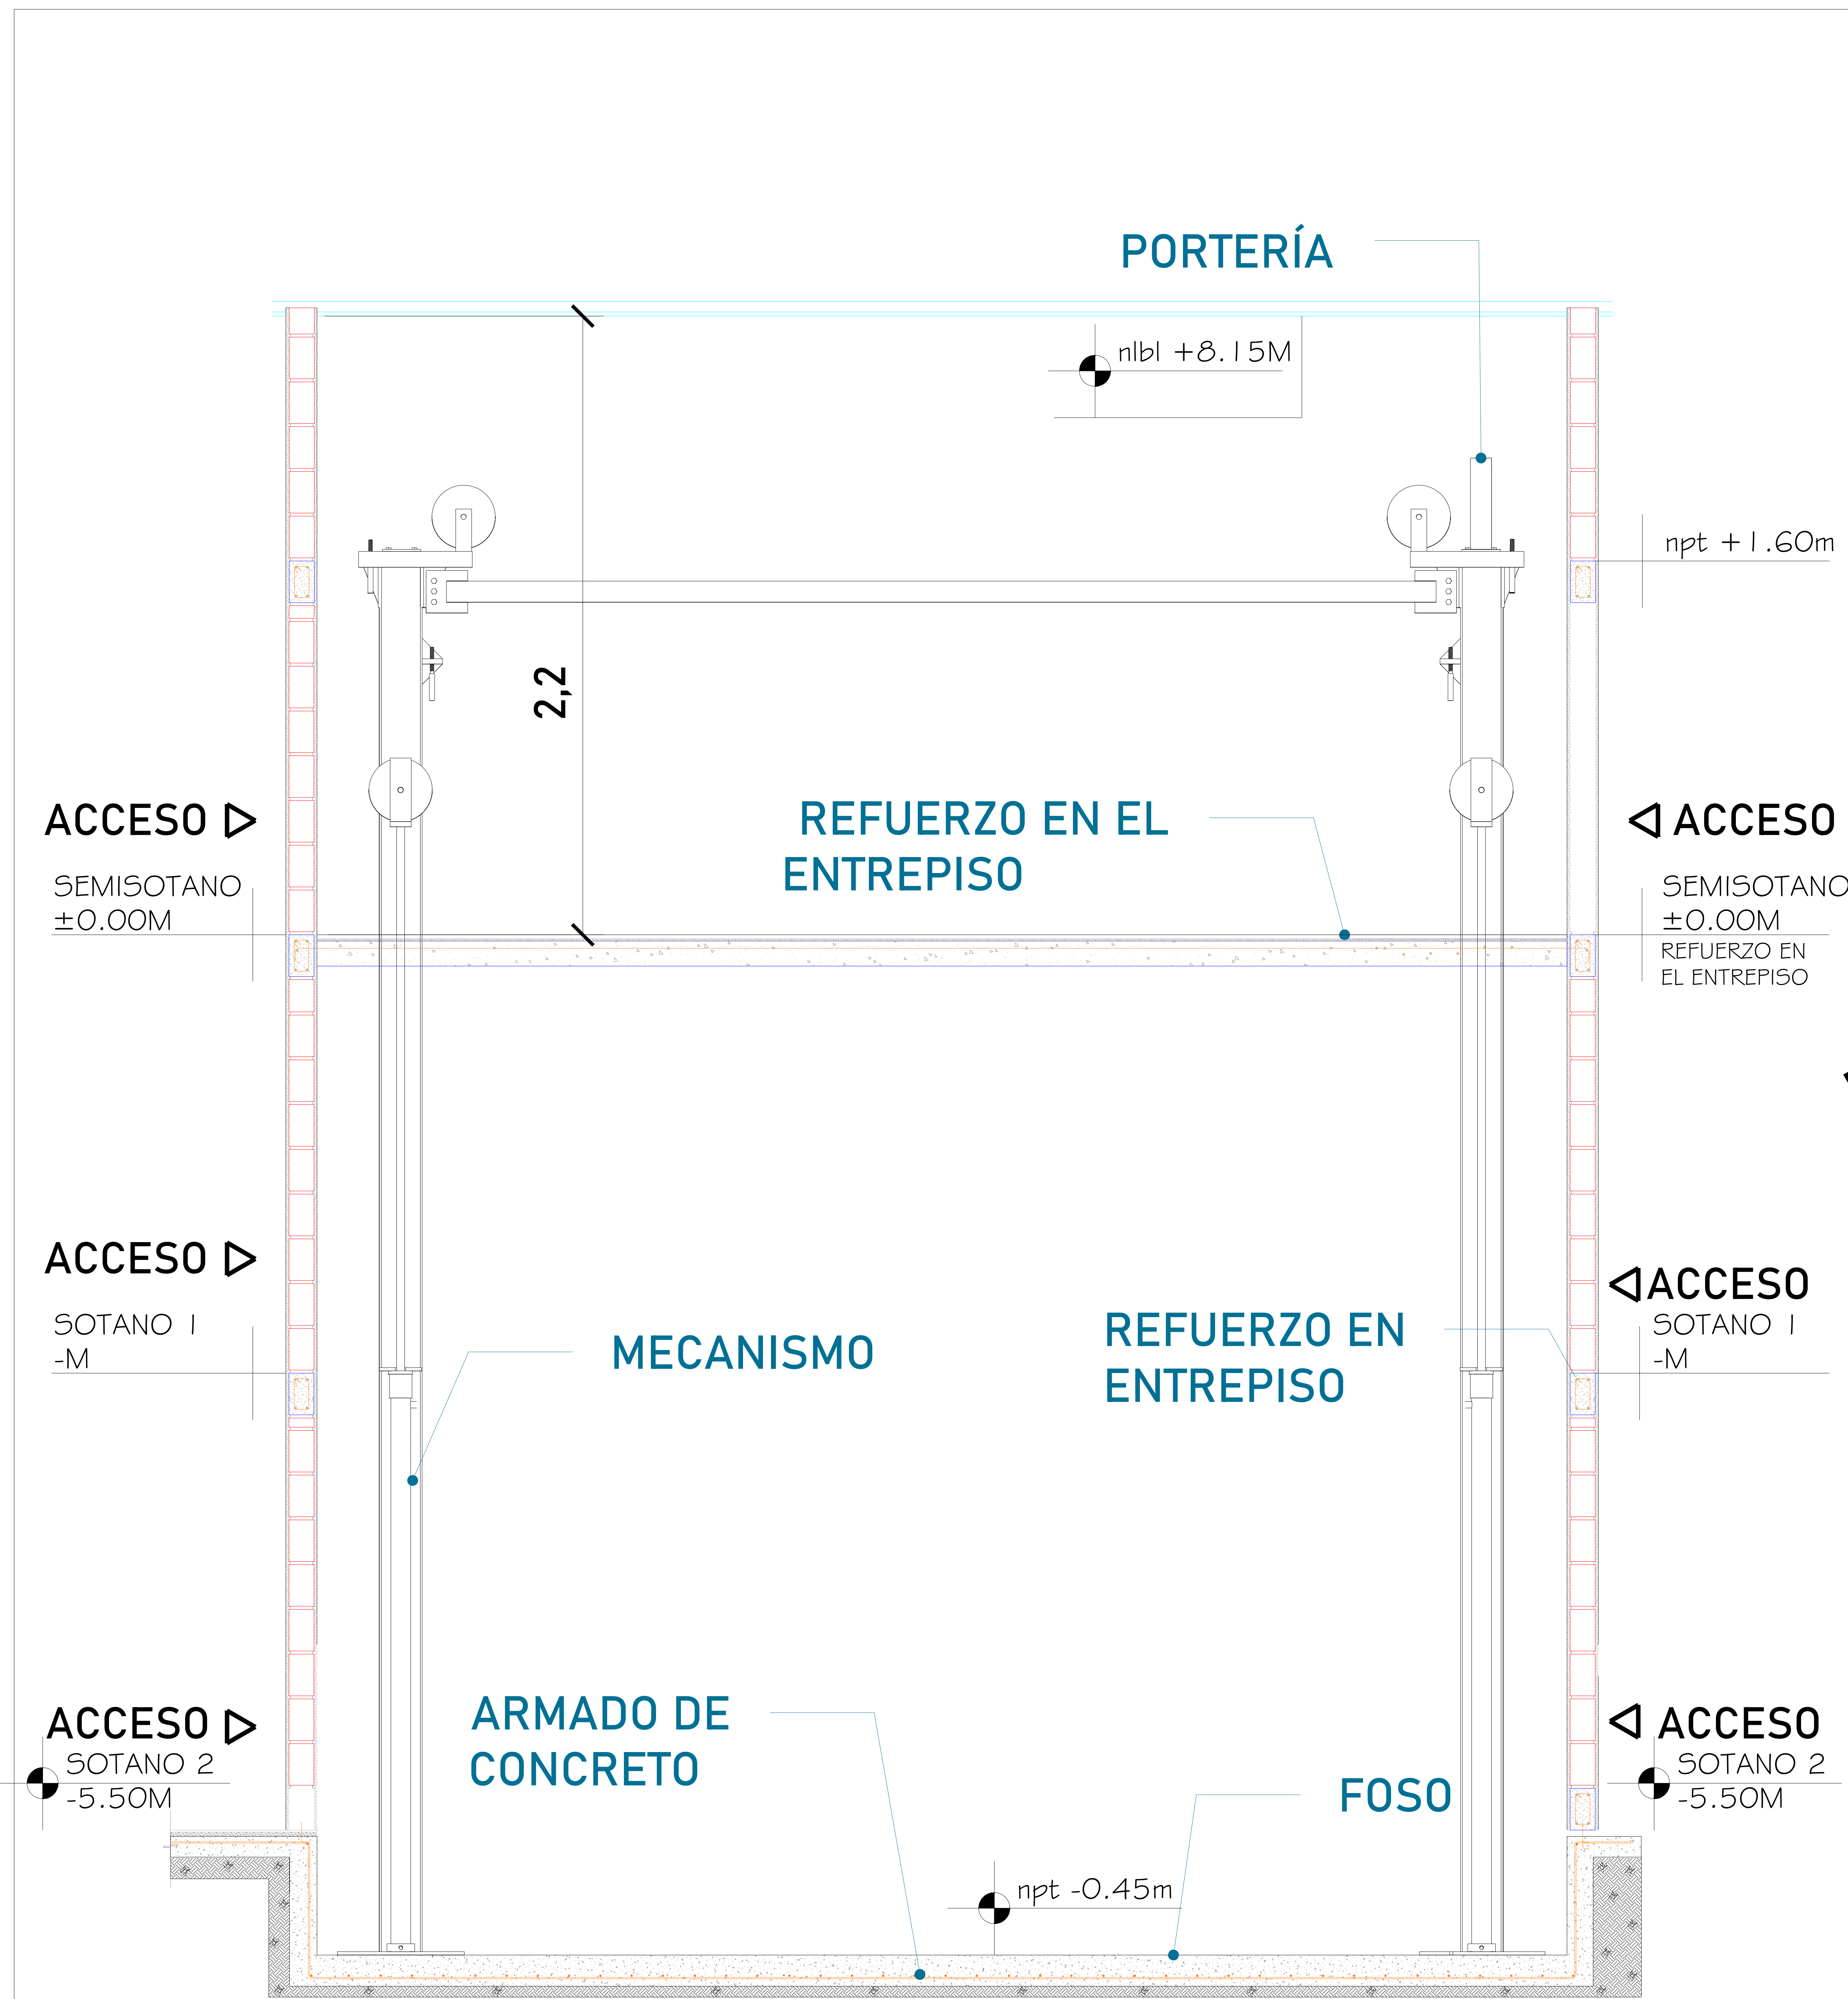 PORTERÍA
nlbl +8.15M
npt +1.60m
2,2
ACCESO
REFUERZO EN EL
ENTREPISO
ACCESO
SEMISOTANO
±0.00M
SEMISOTANO
±0.00M
REFUERZO EN
EL ENTREPISO
ACCESO
SOTANO 1
-M
MECANISMO
REFUERZO EN
ENTREPISO
ACCESO
SOTANO 1
-M
ARMADO DE
CONCRETO
ACCESO
SOTANO 2
-5.50M
FOSO
ACCESO
SOTANO 2
-5.50M
npt -0.45m